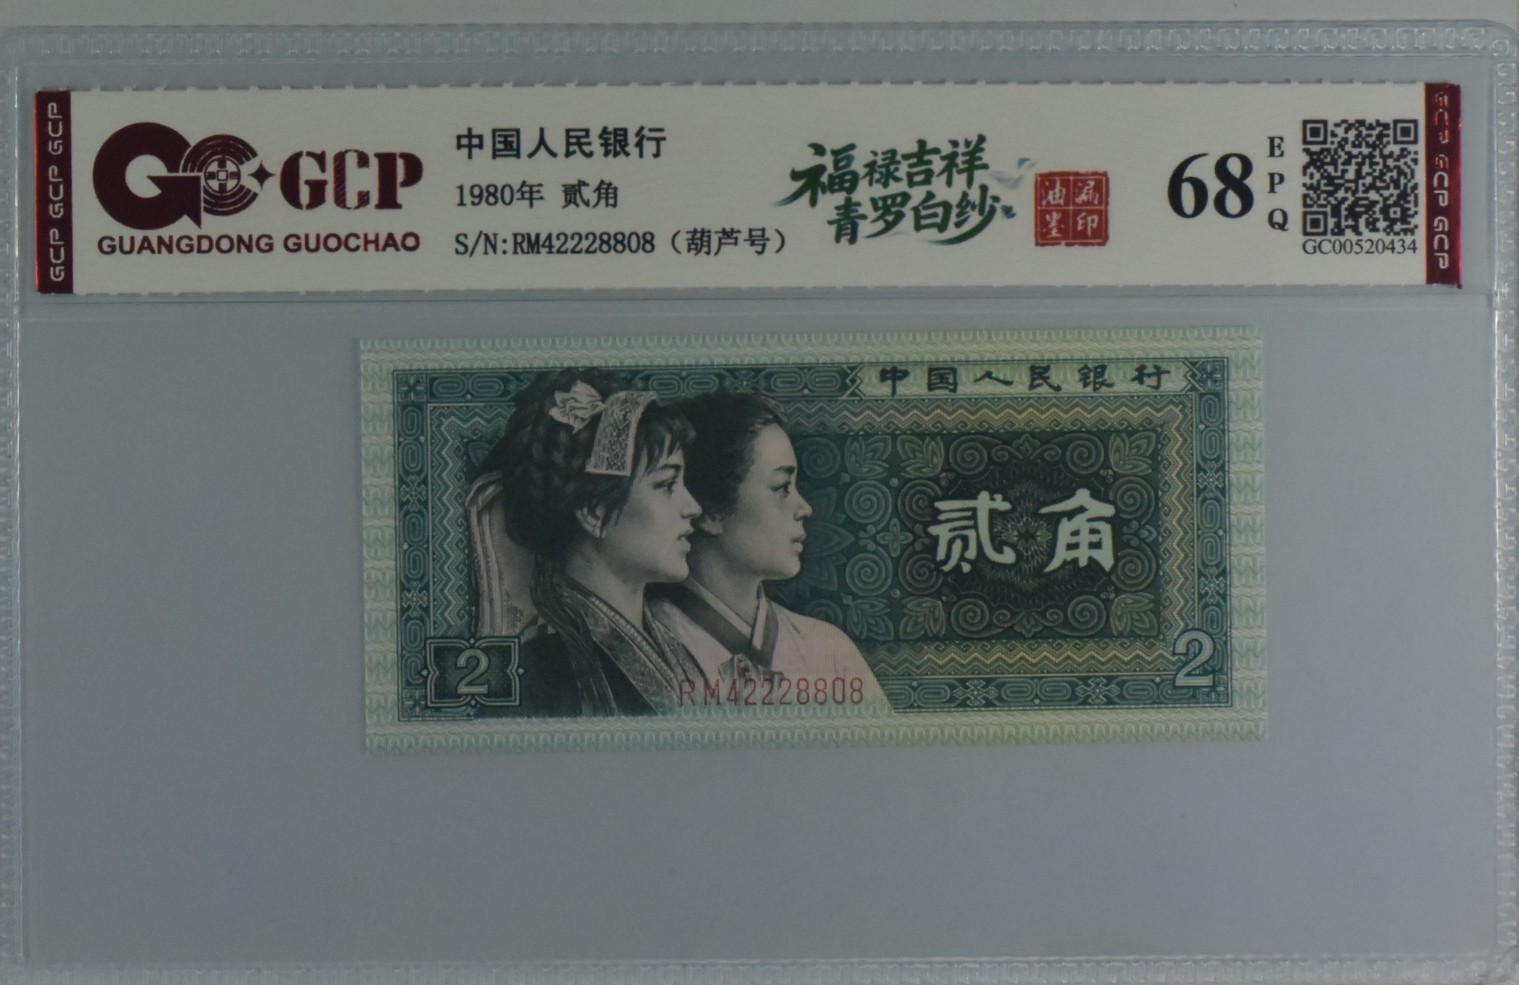 GCP GCP GCP
GCP
GUANGDONG GUOCHAO
中国人民银行
1980年 贰角
S/N:RM42228808（葫芦号）
福禄吉祥
青罗白纱
油漏
墨印
68
EPQ
GC00520434
GCP GCP GCP
中国人民银行
贰角
2
2
RM42228808